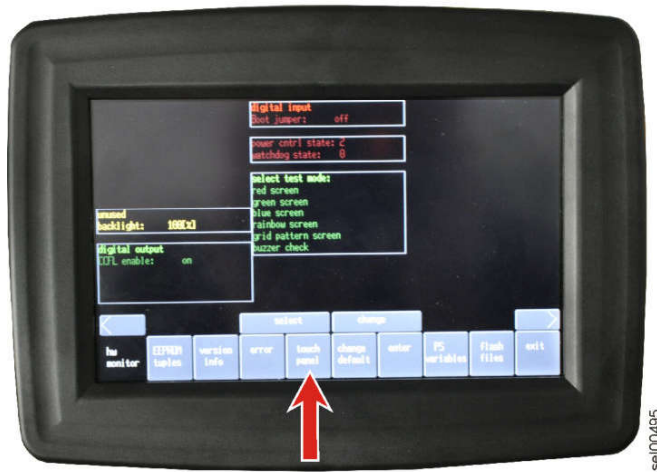 digital input
Boot jumper: off
power cntrl state: 2
watchdog state: 0
select test mode:
red screen
green screen
blue screen
rainbow screen
grid pattern screen
buzzer check
unused
backlight: 100[%]
digital output
CCFL enable: on
<
select
change
>
hw
monitor
EEPROM
tuples
version
info
error
touch
panel
change
default
enter
PS
variables
flash
files
exit
sei00495